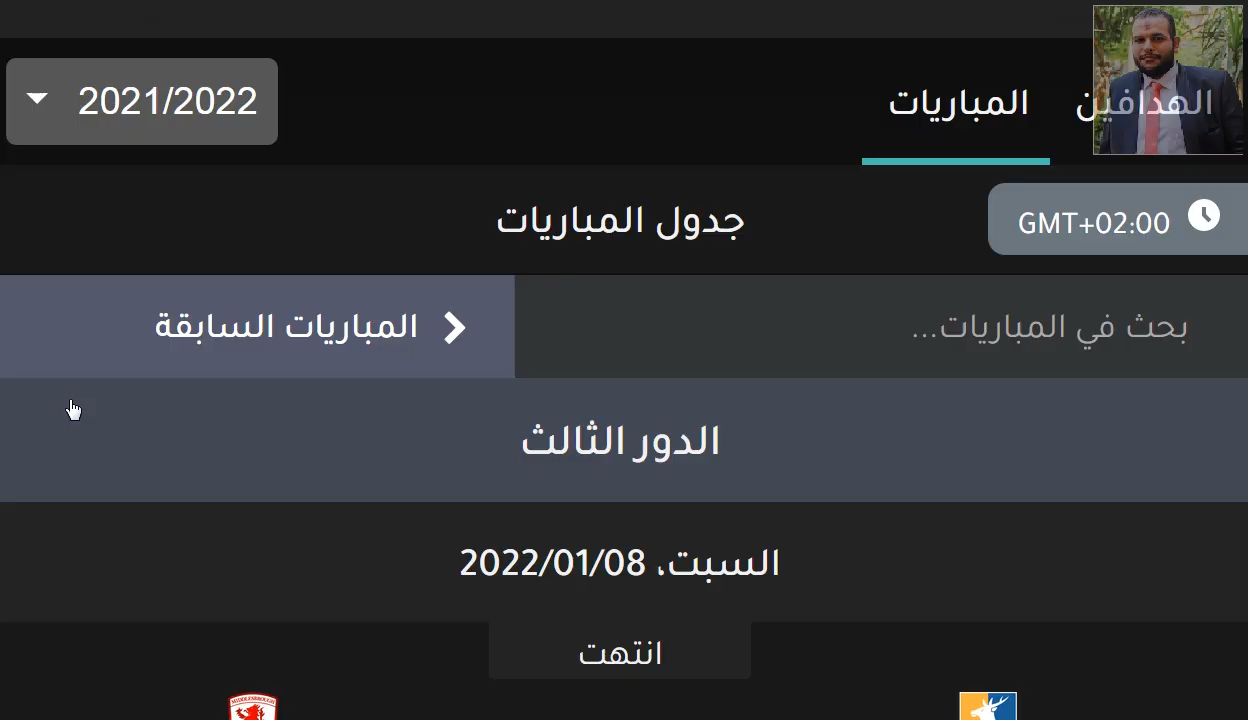 الهدافين المباريات 2021/2022
GMT+02:00 جدول المباريات
بحث في المباريات... المباريات السابقة
الدور الثالث
السبت، 2022/01/08
انتهت
MIDDLESBROUGH